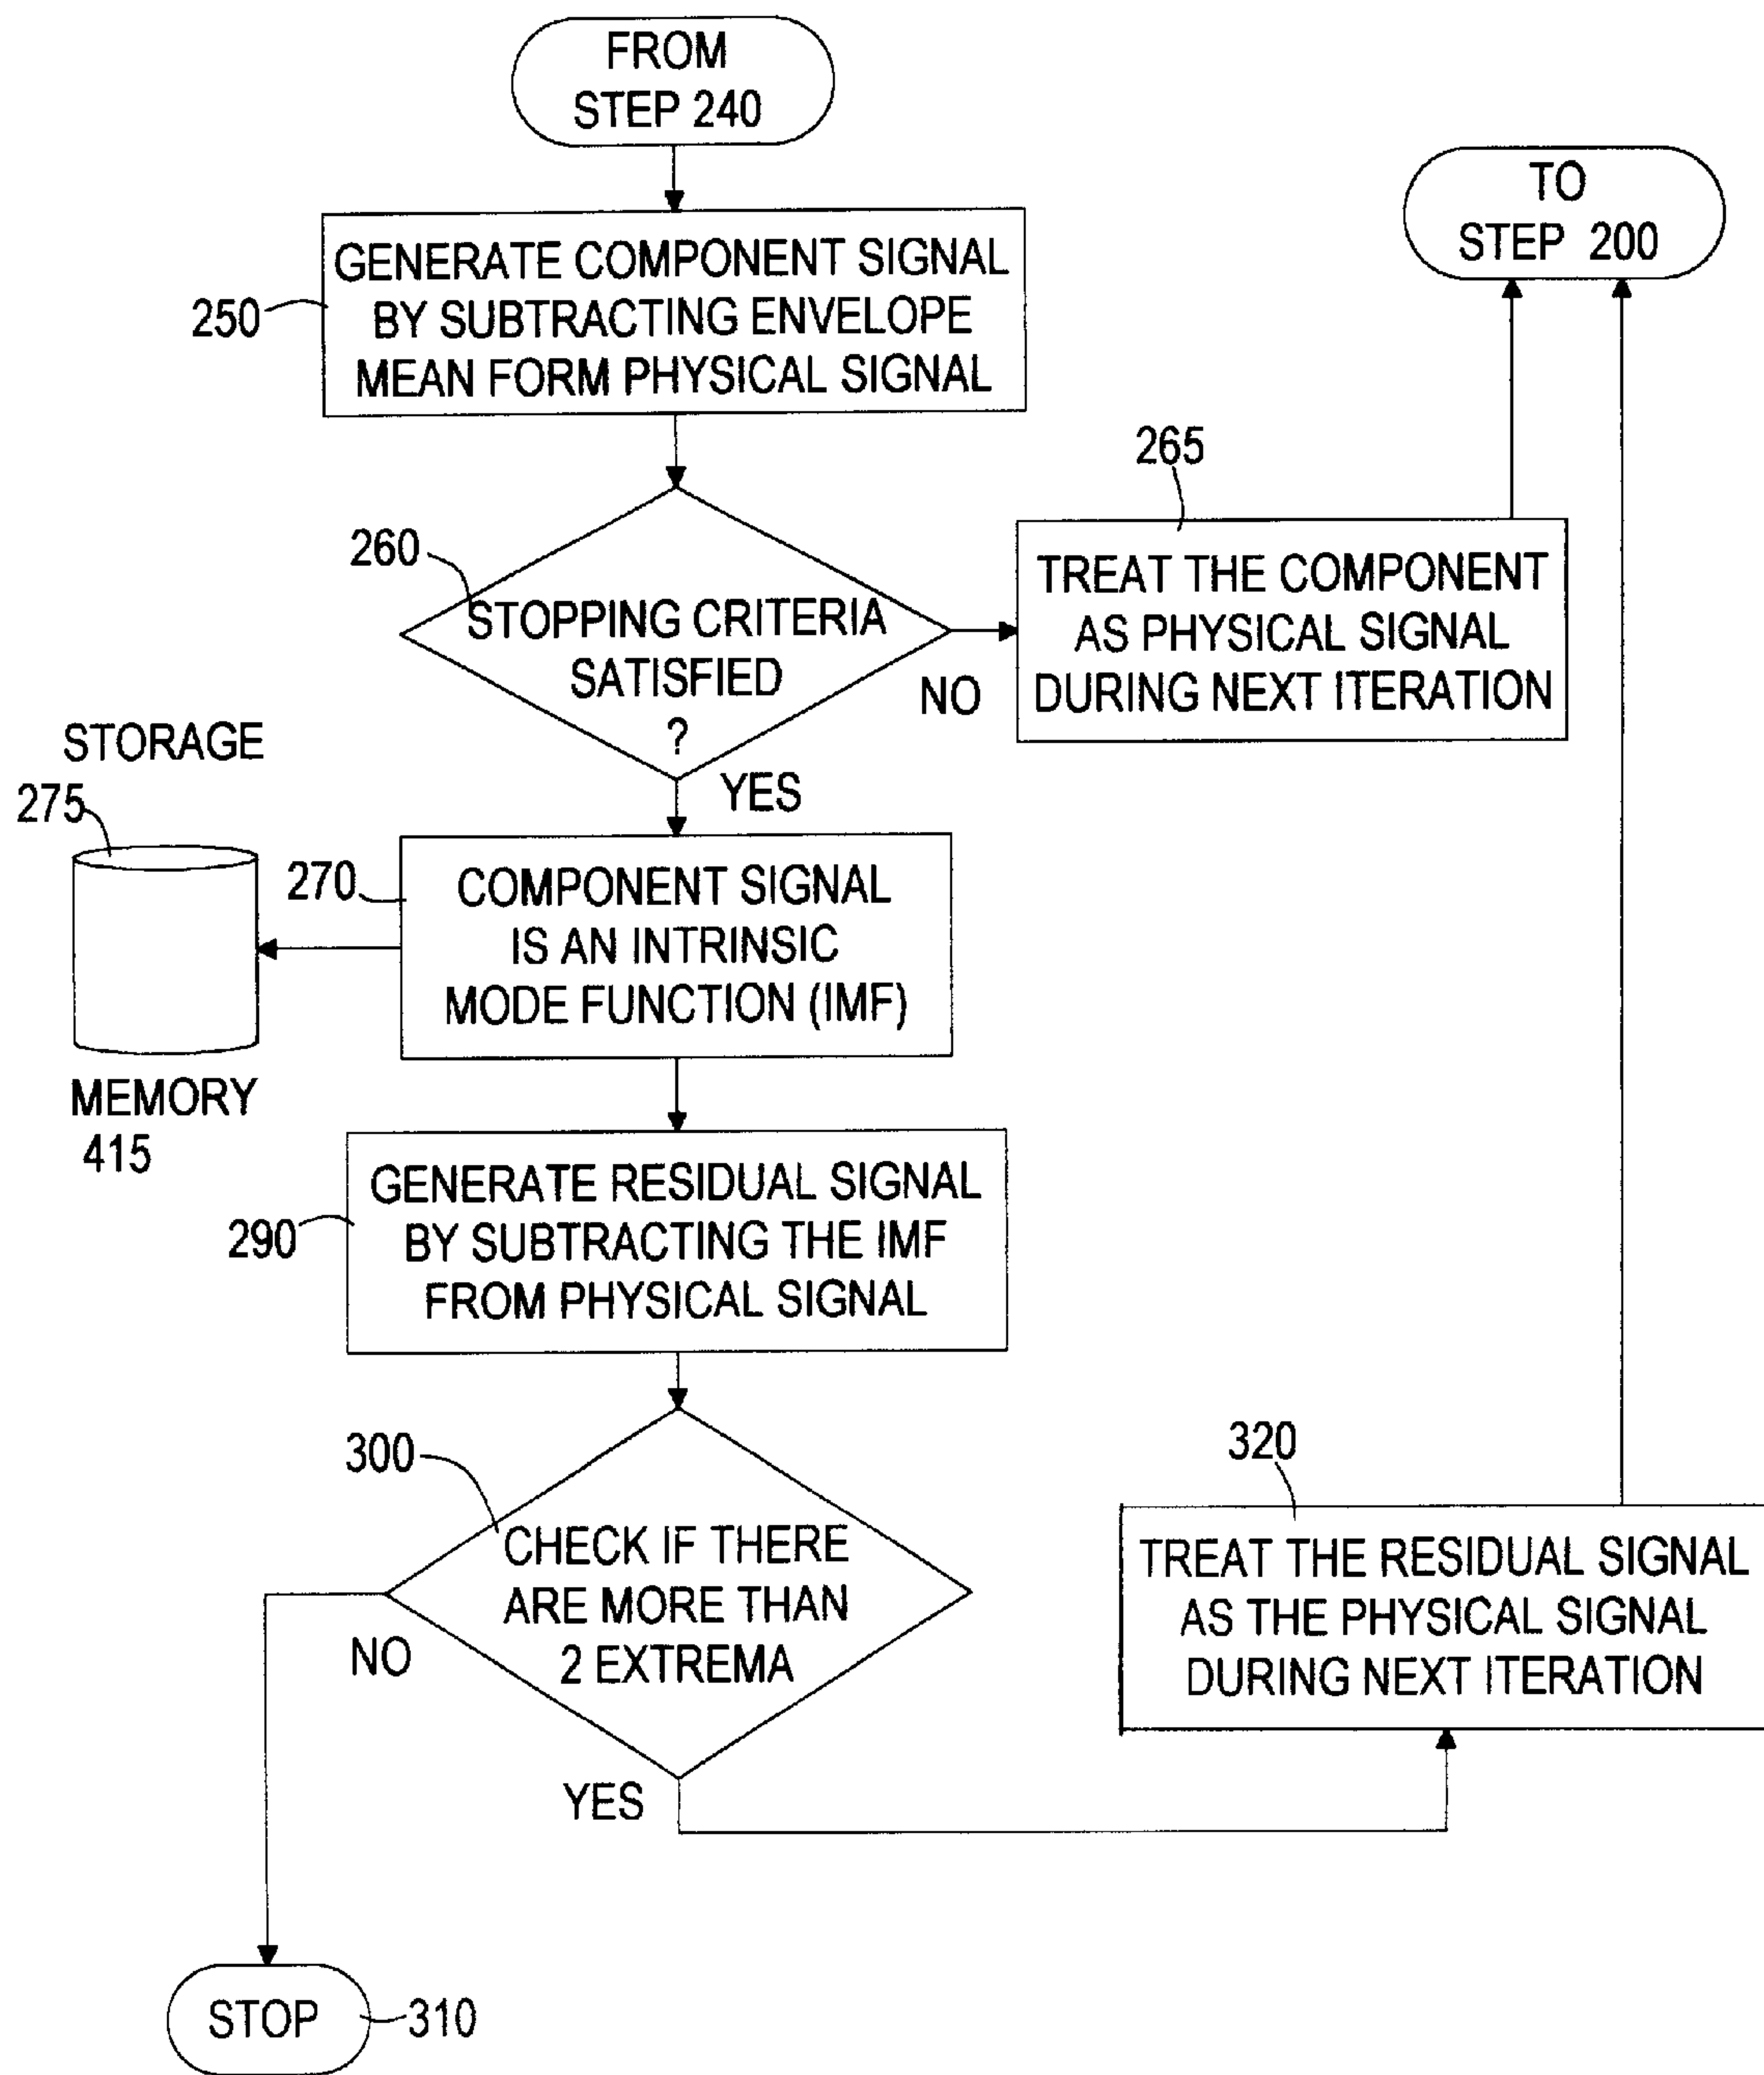 FROM
STEP 240
TO
STEP 200
GENERATE COMPONENT SIGNAL
BY SUBTRACTING ENVELOPE
MEAN FORM PHYSICAL SIGNAL
250
265
260
STOPPING CRITERIA
SATISFIED
?
NO
TREAT THE COMPONENT
AS PHYSICAL SIGNAL
DURING NEXT ITERATION
YES
STORAGE
275
270
COMPONENT SIGNAL
IS AN INTRINSIC
MODE FUNCTION (IMF)
MEMORY
415
290
GENERATE RESIDUAL SIGNAL
BY SUBTRACTING THE IMF
FROM PHYSICAL SIGNAL
300
CHECK IF THERE
ARE MORE THAN
2 EXTREMA
NO
YES
320
TREAT THE RESIDUAL SIGNAL
AS THE PHYSICAL SIGNAL
DURING NEXT ITERATION
STOP
310